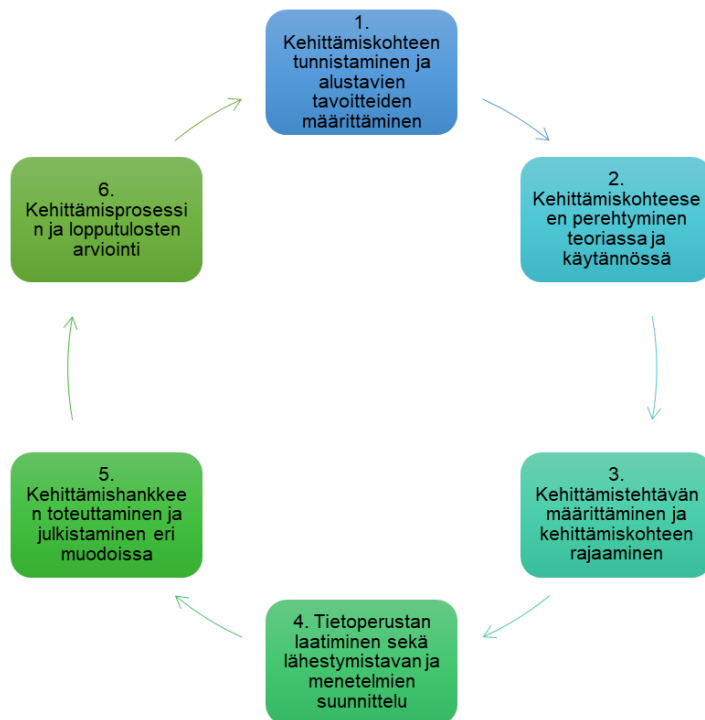 1.
Kehittämiskohteen
tunnistaminen ja
alustavien
tavoitteiden
määrittäminen
2.
Kehittämiskohteese
en perehtyminen
teoriassa ja
käytännössä
3.
Kehittämistehtävän
määrittäminen ja
kehittämiskohteen
rajaaminen
4. Tietoperustan
laatiminen sekä
lähestymistavan ja
menetelmien
suunnittelu
5.
Kehittämishankkee
n toteuttaminen ja
julkistaminen eri
muodoissa
6.
Kehittämisprosessi
n ja lopputulosten
arviointi